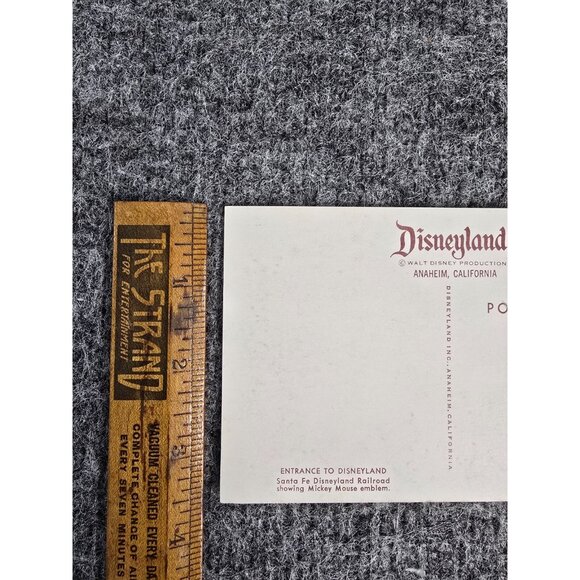 THE STRAND
FOR ENTERTAINMENT
VACUUM CLEANED EVERY DA
COMPLETE CHANGE OF AI
EVERY SEVEN MINUTES
1
2
3
4
Disneyland
© WALT DISNEY PRODUCTION
ANAHEIM, CALIFORNIA
PO
DISNEYLAND INC., ANAHEIM, CALIFORNIA
ENTRANCE TO DISNEYLAND
Santa Fe Disneyland Railroad
showing Mickey Mouse emblem.